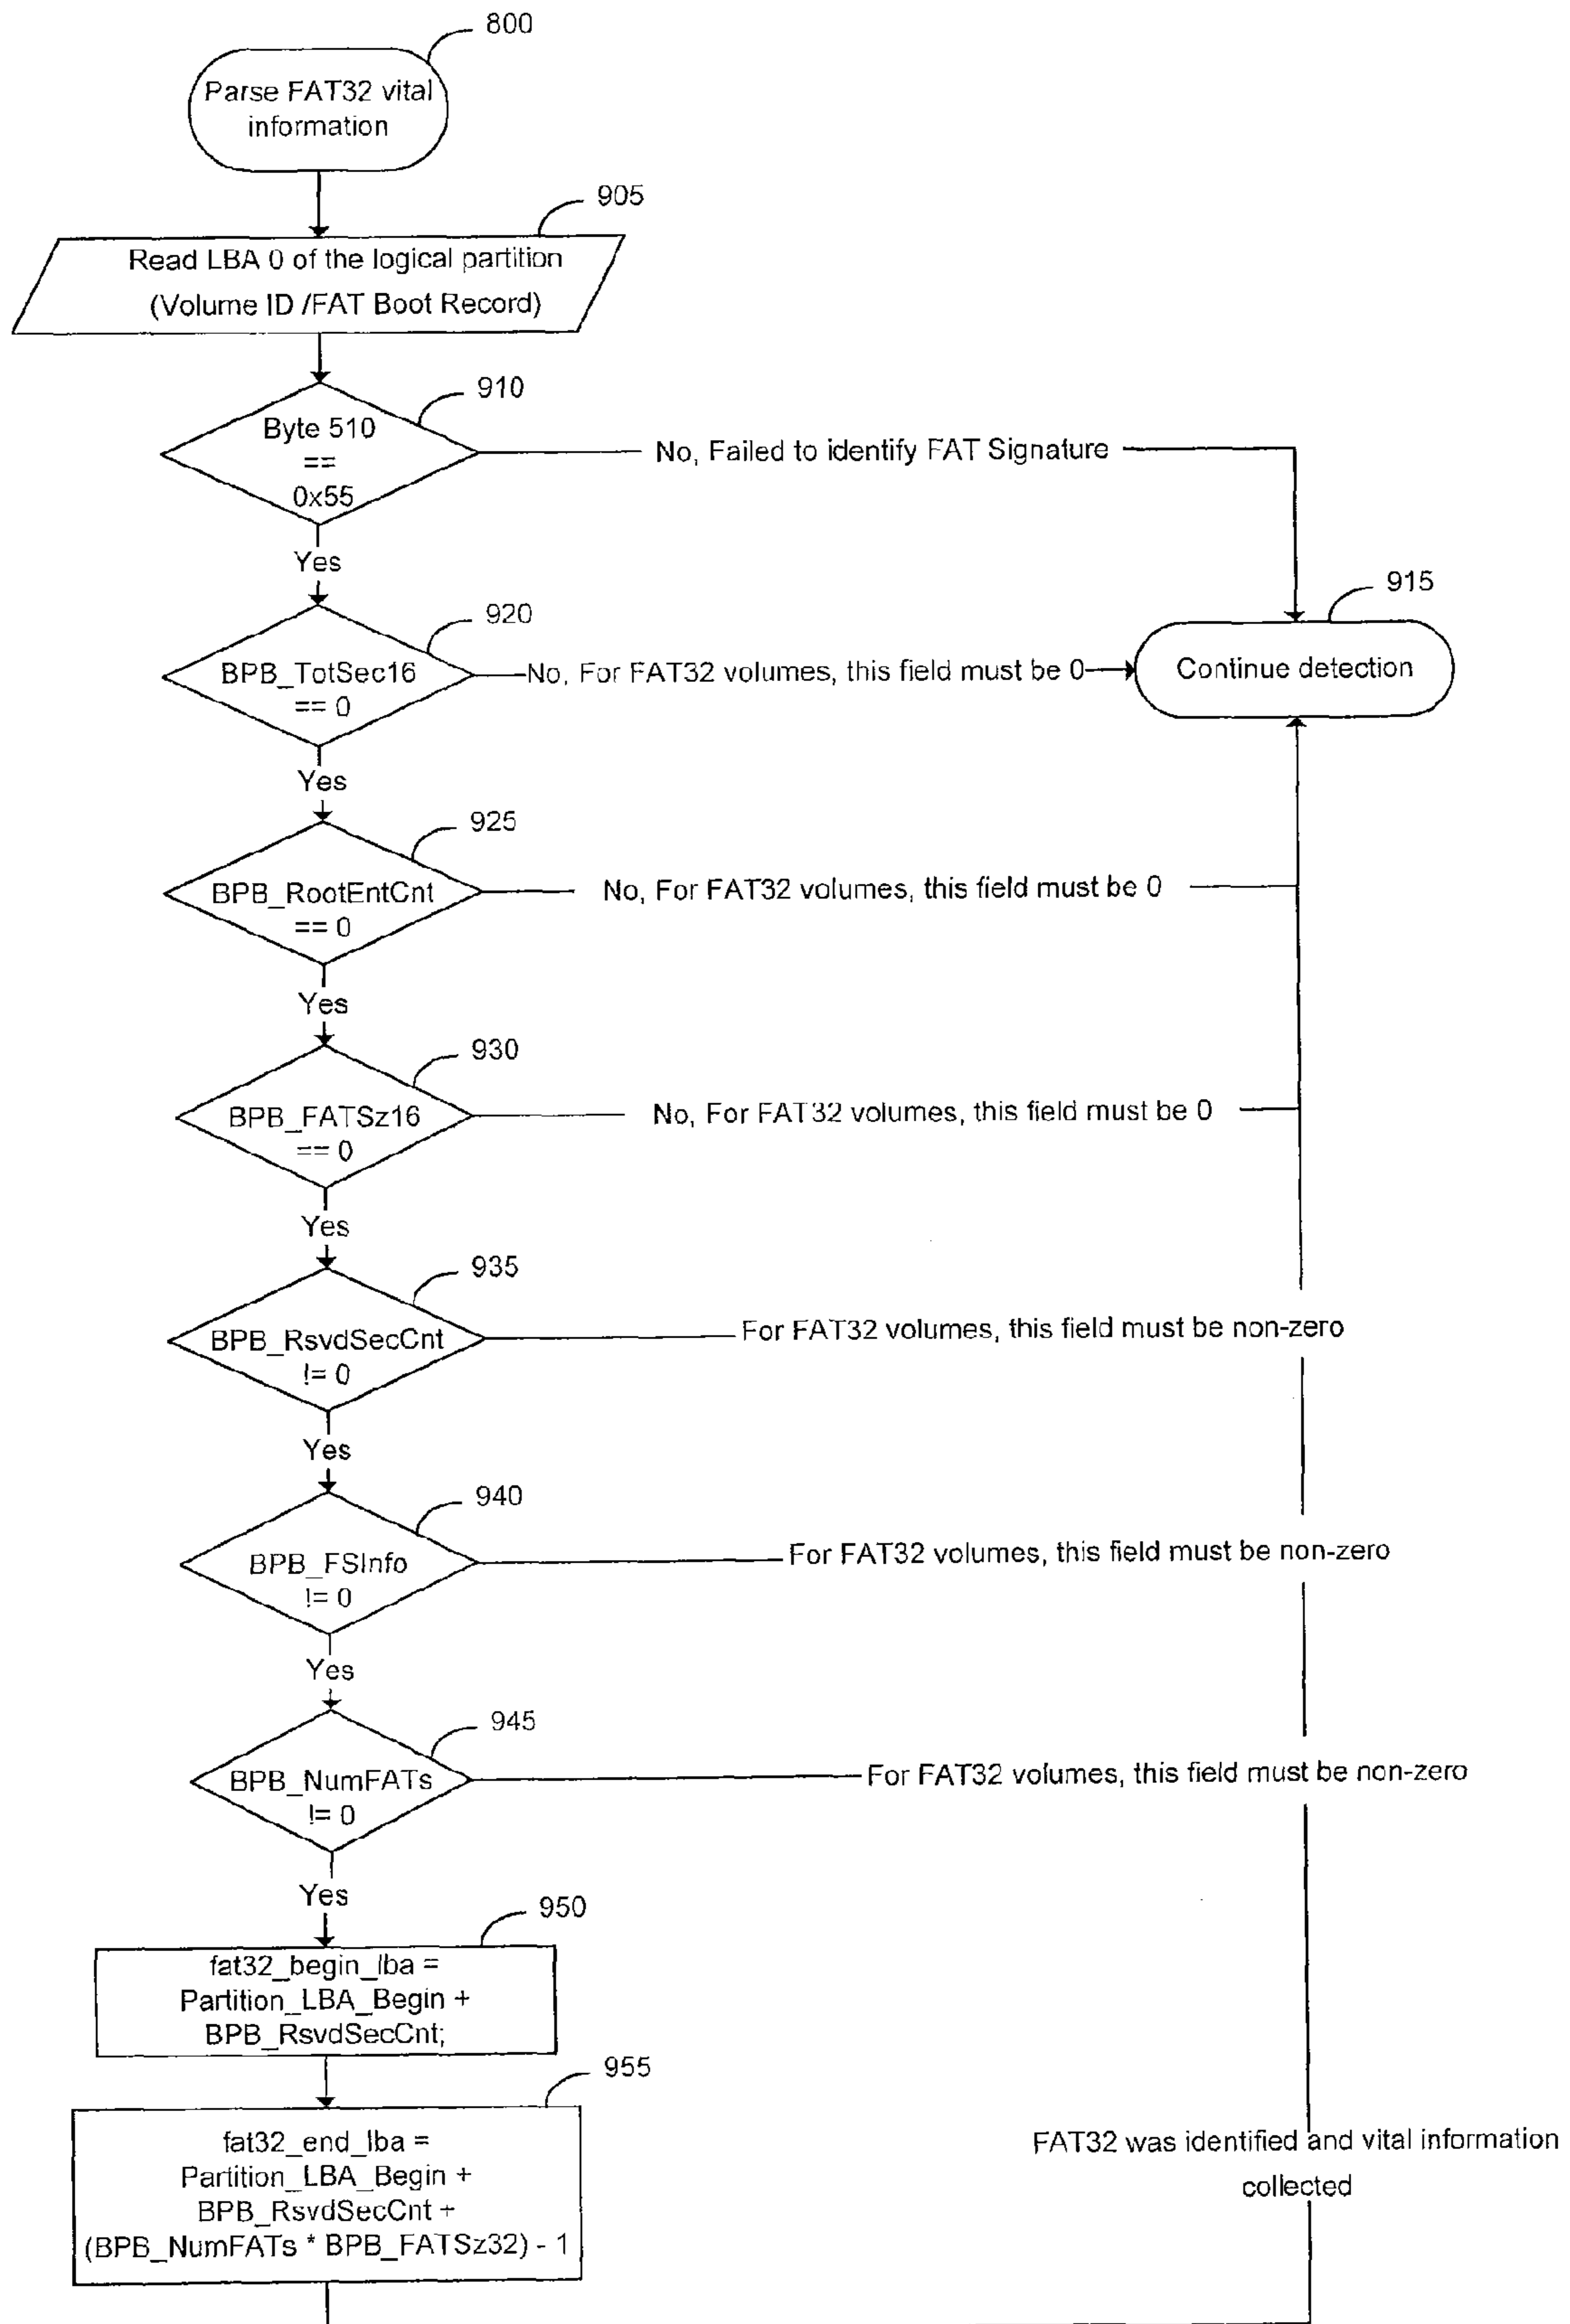 800
Parse FAT32 vital
information
905
Read LBA 0 of the logical partition
(Volume ID /FAT Boot Record)
910
Byte 510
==
0x55
No, Failed to identify FAT Signature
Yes
915
Continue detection
920
BPB_TotSec16
== 0
No, For FAT32 volumes, this field must be 0
Yes
925
BPB_RootEntCnt
== 0
No, For FAT32 volumes, this field must be 0
Yes
930
BPB_FATSz16
== 0
No, For FAT32 volumes, this field must be 0
Yes
935
BPB_RsvdSecCnt
!= 0
For FAT32 volumes, this field must be non-zero
Yes
940
BPB_FSInfo
!= 0
For FAT32 volumes, this field must be non-zero
Yes
945
BPB_NumFATs
!= 0
For FAT32 volumes, this field must be non-zero
Yes
950
fat32_begin_lba =
Partition_LBA_Begin +
BPB_RsvdSecCnt;
955
fat32_end_lba =
Partition_LBA_Begin +
BPB_RsvdSecCnt +
(BPB_NumFATs * BPB_FATSz32) - 1
FAT32 was identified and vital information
collected